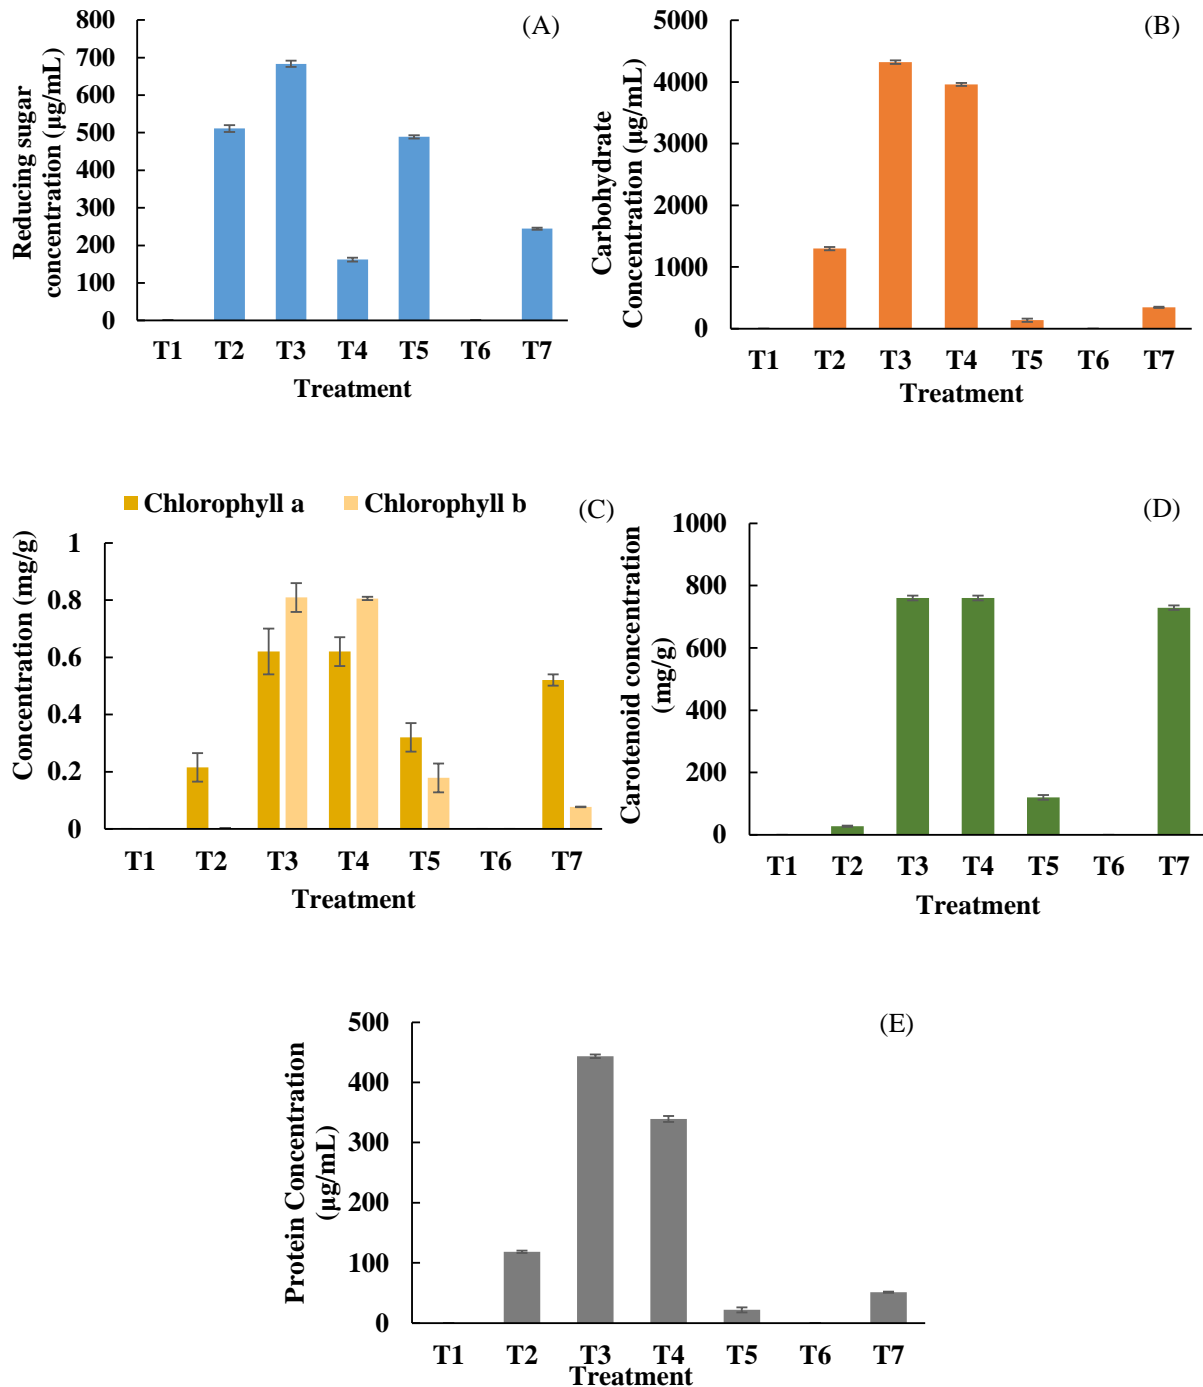 (A)
Reducing sugar
concentration (µg/mL)
800
700
600
500
400
300
200
100
0
T1 T2 T3 T4 T5 T6 T7
Treatment
(B)
Carbohydrate
Concentration (µg/mL)
5000
4000
3000
2000
1000
0
T1 T2 T3 T4 T5 T6 T7
Treatment
Chlorophyll a Chlorophyll b
(C)
Concentration (mg/g)
1
0.8
0.6
0.4
0.2
0
T1 T2 T3 T4 T5 T6 T7
Treatment
(D)
Carotenoid concentration
(mg/g)
1000
800
600
400
200
0
T1 T2 T3 T4 T5 T6 T7
Treatment
(E)
Protein Concentration
(µg/mL)
500
400
300
200
100
0
T1 T2 T3 T4 T5 T6 T7
Treatment